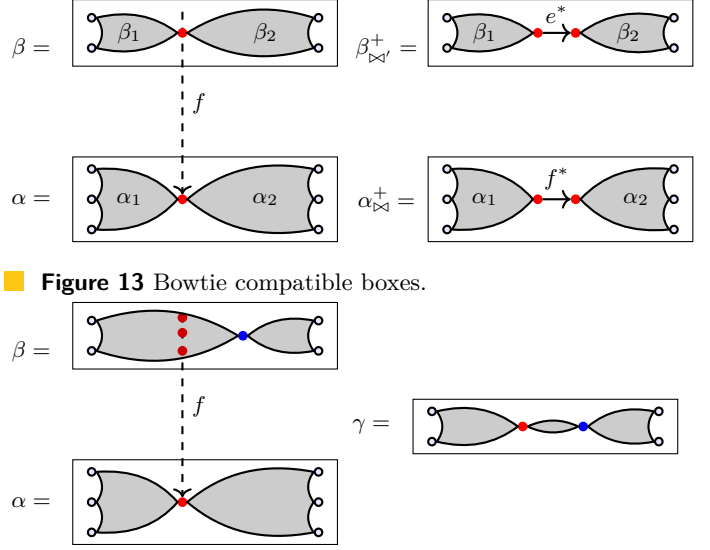 β = β₁ β₂
β⁺⋈′ = β₁ e* β₂
f
α = α₁ α₂
α⁺⋈ = α₁ f* α₂
Figure 13 Bowtie compatible boxes.
β =
f
γ =
α =